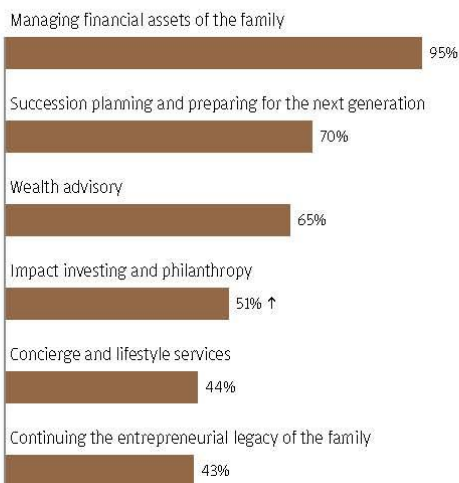 Managing financial assets of the family
95%
Succession planning and preparing for the next generation
70%
Wealth advisory
65%
Impact investing and philanthropy
51% ↑
Concierge and lifestyle services
44%
Continuing the entrepreneurial legacy of the family
43%